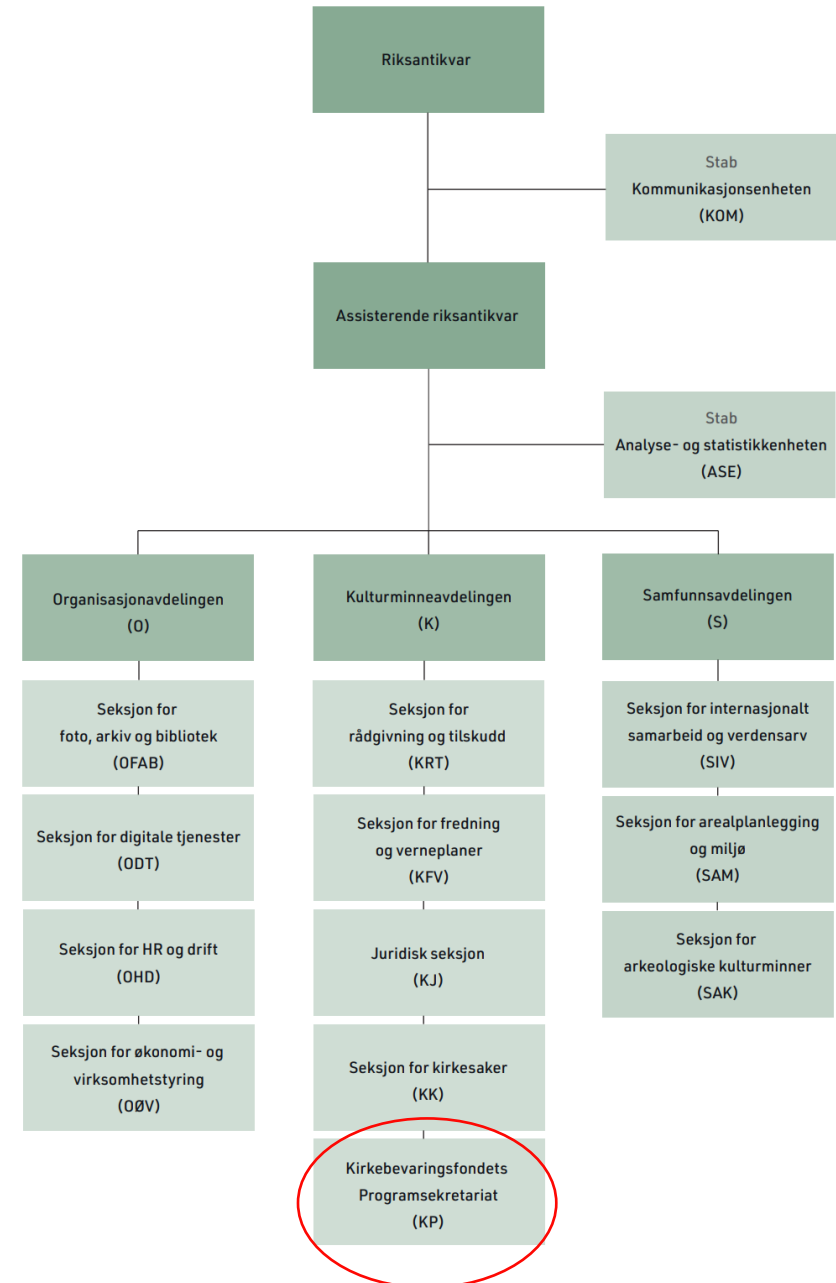 Riksantikvar
Stab
Kommunikasjonsenheten
(KOM)
Assisterende riksantikvar
Stab
Analyse- og statistikkenheten
(ASE)
Organisasjonavdelingen
(O)
Seksjon for
foto, arkiv og bibliotek
(OFAB)
Seksjon for digitale tjenester
(ODT)
Seksjon for HR og drift
(OHD)
Seksjon for økonomi- og
virksomhetstyring
(OØV)
Kulturminneavdelingen
(K)
Seksjon for
rådgivning og tilskudd
(KRT)
Seksjon for fredning
og verneplaner
(KFV)
Juridisk seksjon
(KJ)
Seksjon for kirkesaker
(KK)
Kirkebevaringsfondets
Programsekretariat
(KP)
Samfunnsavdelingen
(S)
Seksjon for internasjonalt
samarbeid og verdensarv
(SIV)
Seksjon for arealplanlegging
og miljø
(SAM)
Seksjon for
arkeologiske kulturminner
(SAK)